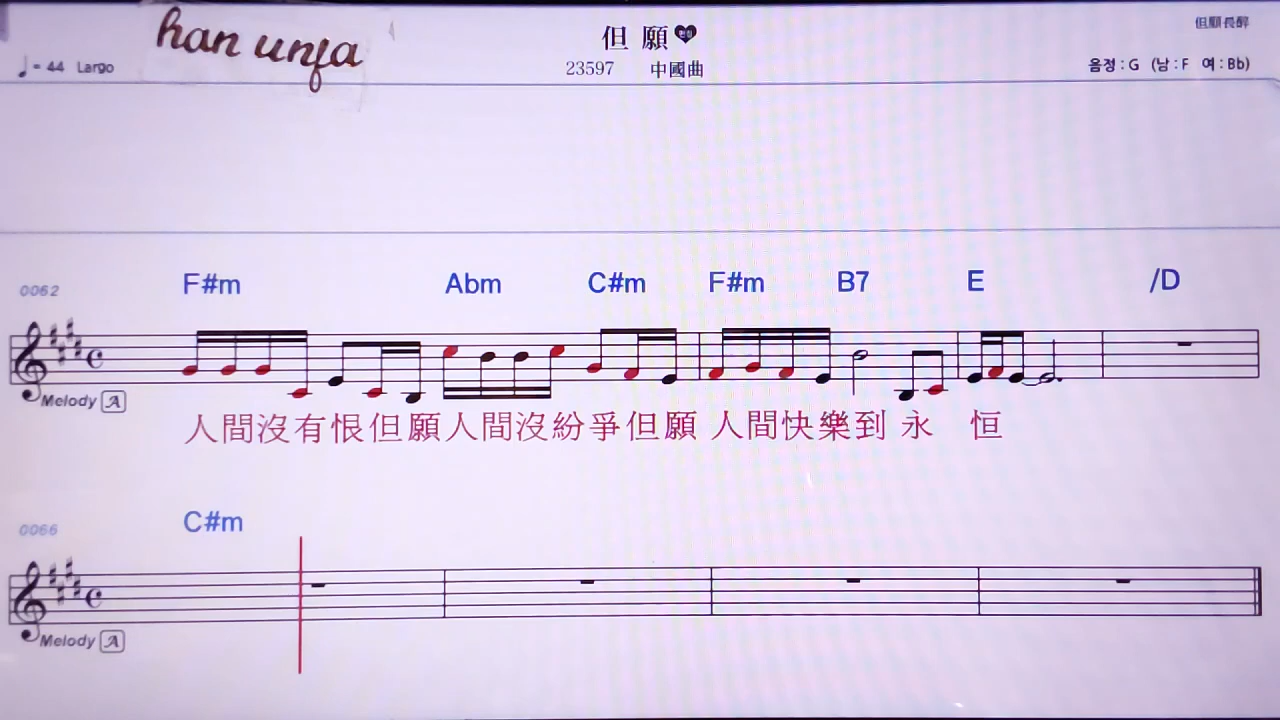 han unfa
但 願
但願長醉
♩= 44 Largo
23597 中國曲
음정 : G (남 : F 여 : Bb)
0062
F#m Abm C#m F#m B7 E /D
Melody A
人間沒有恨但願人間沒紛爭但願 人間快樂到 永 恒
0066
C#m
Melody A